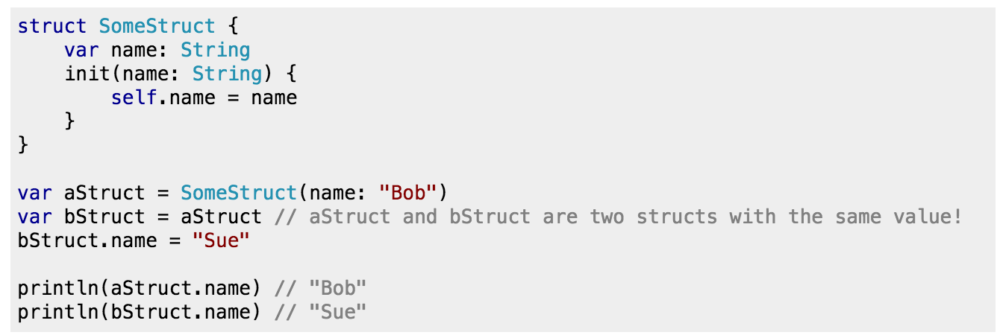 struct SomeStruct {
    var name: String
    init(name: String) {
        self.name = name
    }
}

var aStruct = SomeStruct(name: "Bob")
var bStruct = aStruct // aStruct and bStruct are two structs with the same value!
bStruct.name = "Sue"

println(aStruct.name) // "Bob"
println(bStruct.name) // "Sue"